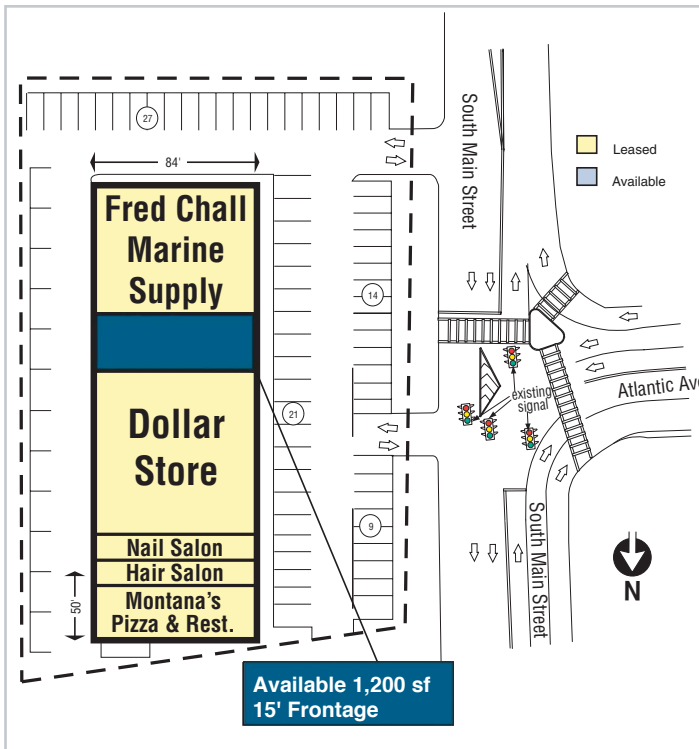 27
84'
South Main Street
Leased
Available
Fred Chall
Marine
Supply
14
existing
signal
Atlantic Ave
21
Dollar
Store
9
Nail Salon
Hair Salon
50'
Montana's
Pizza & Rest.
South Main Street
N
Available 1,200 sf
15' Frontage